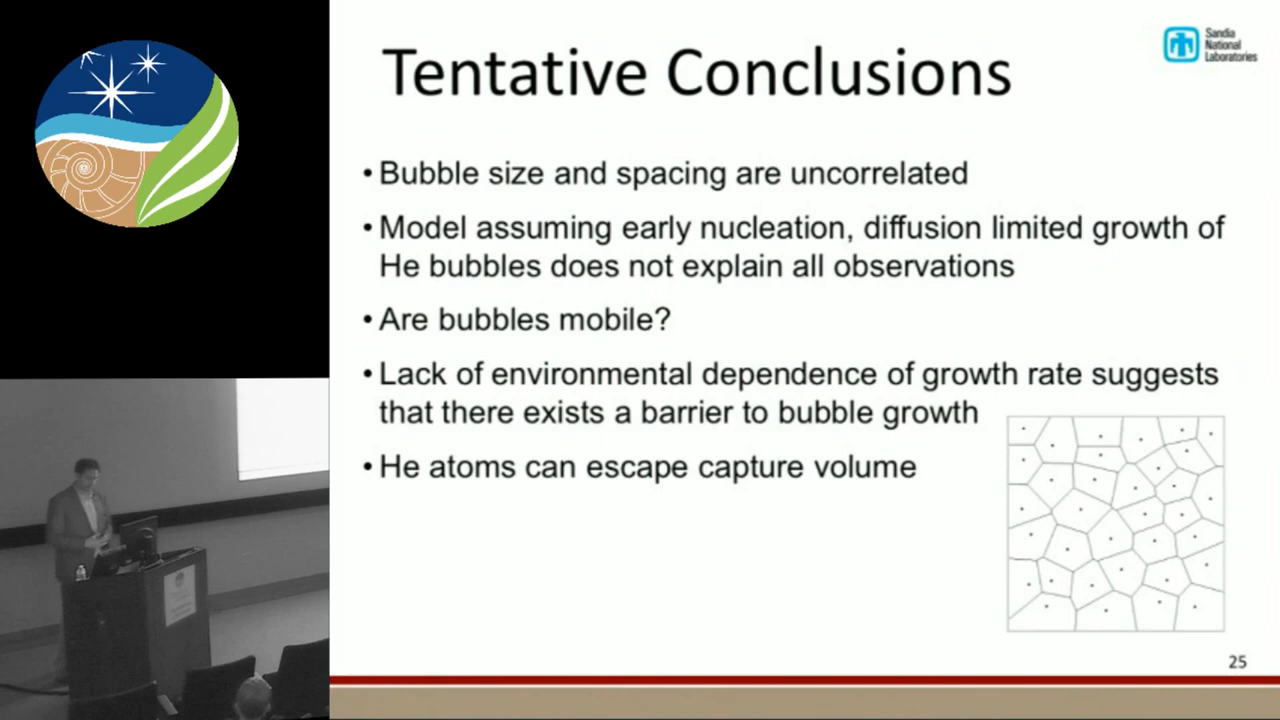 Tentative Conclusions
Sandia
National
Laboratories
• Bubble size and spacing are uncorrelated
• Model assuming early nucleation, diffusion limited growth of
He bubbles does not explain all observations
• Are bubbles mobile?
• Lack of environmental dependence of growth rate suggests
that there exists a barrier to bubble growth
• He atoms can escape capture volume
25